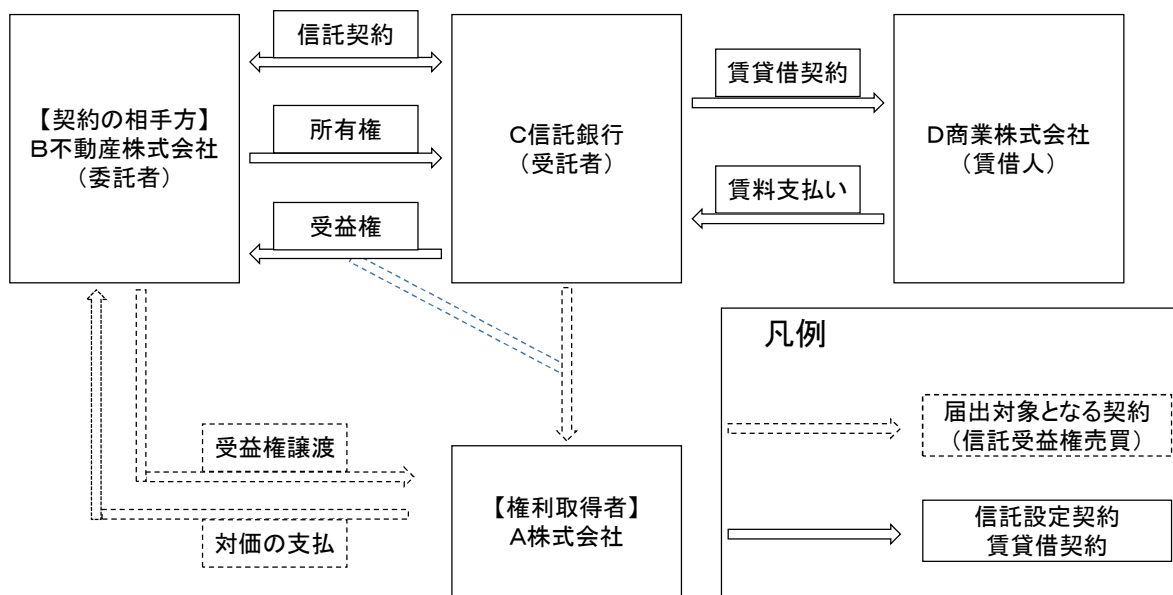 信託契約
所有権
受益権
【契約の相手方】
B不動産株式会社
(委託者)
C信託銀行
(受託者)
賃貸借契約
賃料支払い
D商業株式会社
(賃借人)
受益権譲渡
対価の支払
【権利取得者】
A株式会社
凡例
届出対象となる契約
(信託受益権売買)
信託設定契約
賃貸借契約